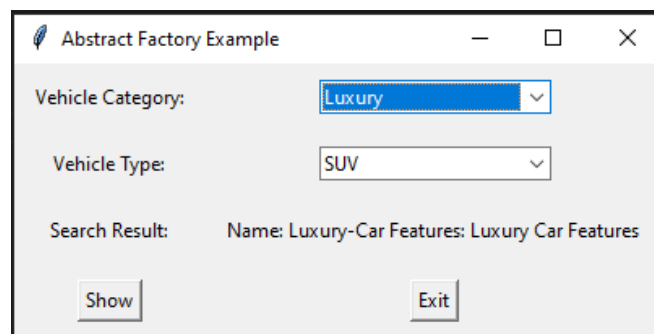 Abstract Factory Example
Vehicle Category: Luxury
Vehicle Type: SUV
Search Result: Name: Luxury-Car Features: Luxury Car Features
Show Exit